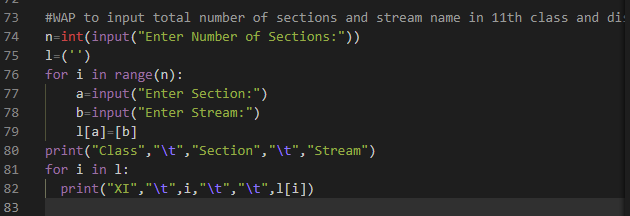 73 #WAP to input total number of sections and stream name in 11th class and
74 n=int(input("Enter Number of Sections:"))
75 l=('')
76 for i in range(n):
77     a=input("Enter Section:")
78     b=input("Enter Stream:")
79     l[a]=[b]
80 print("Class","\t","Section","\t","Stream")
81 for i in l:
82   print("XI","\t",i,"\t","\t",l[i])
83